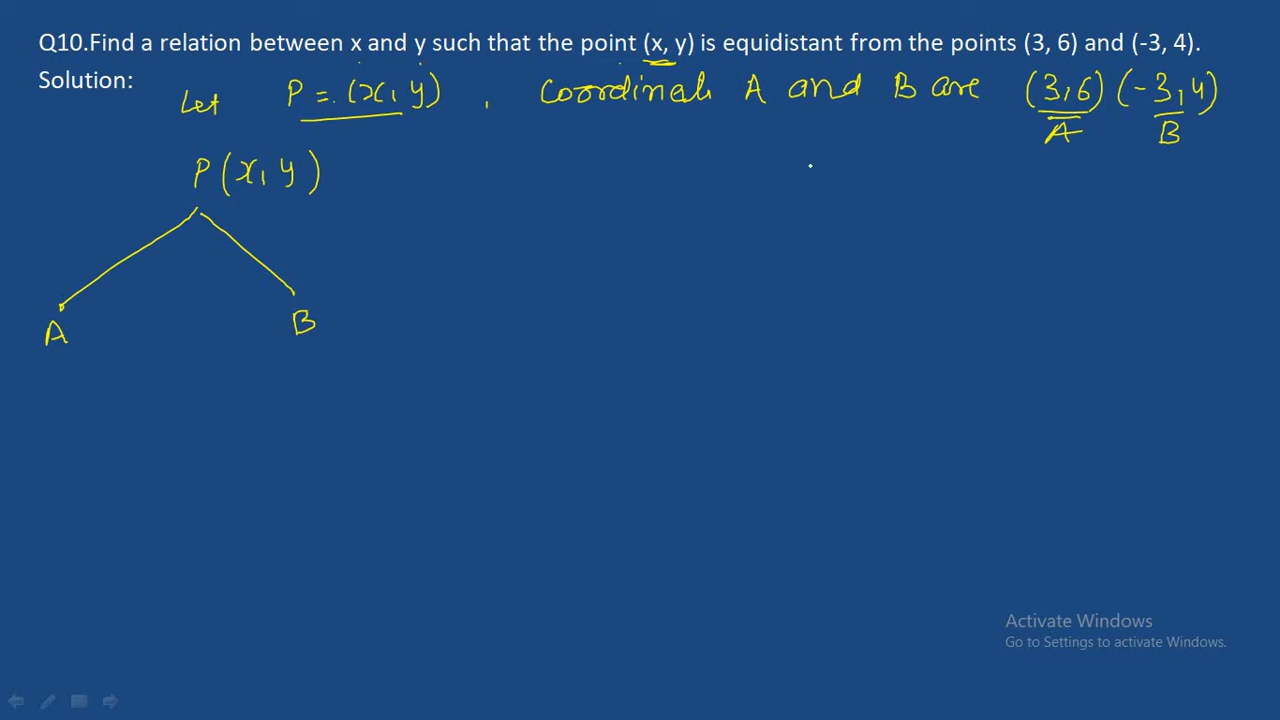 Q10.Find a relation between x and y such that the point (x, y) is equidistant from the points (3, 6) and (-3, 4).
Solution:
Let P = (x, y) , Coordinats A and B are (3,6) (-3,4)
A B
P(x, y)
A B
Activate Windows
Go to Settings to activate Windows.